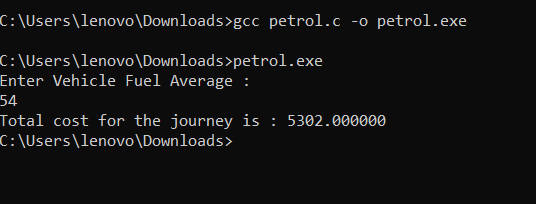 C:\Users\lenovo\Downloads>gcc petrol.c -o petrol.exe
C:\Users\lenovo\Downloads>petrol.exe
Enter Vehicle Fuel Average :
54
Total cost for the journey is : 5302.000000
C:\Users\lenovo\Downloads>